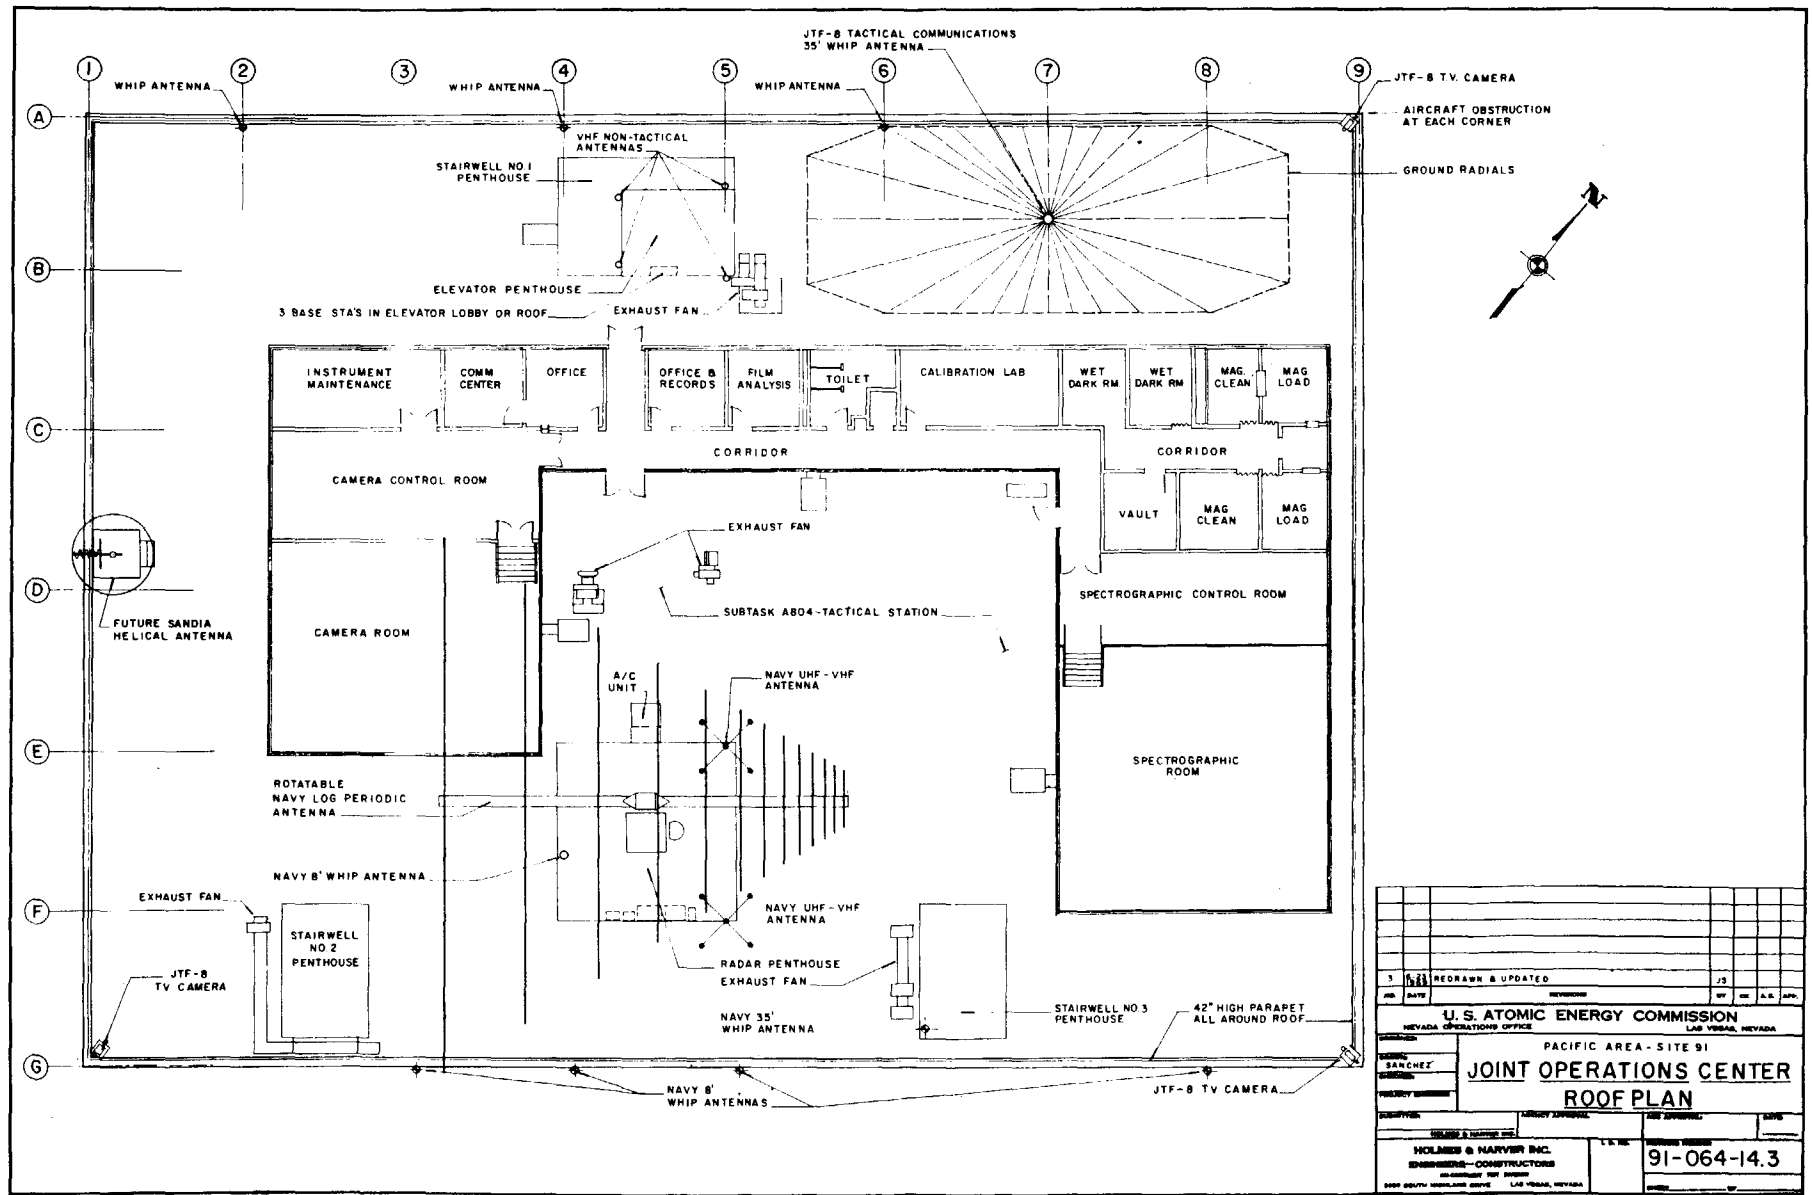 JTF-8 TACTICAL COMMUNICATIONS
35' WHIP ANTENNA
1
2
3
4
5
6
7
8
9
WHIP ANTENNA
WHIP ANTENNA
WHIP ANTENNA
JTF-8 T.V. CAMERA
A
AIRCRAFT OBSTRUCTION
AT EACH CORNER
VHF NON-TACTICAL
ANTENNAS
STAIRWELL NO.1
PENTHOUSE
GROUND RADIALS
N
B
ELEVATOR PENTHOUSE
3 BASE STA'S IN ELEVATOR LOBBY OR ROOF
EXHAUST FAN
INSTRUMENT
MAINTENANCE
COMM
CENTER
OFFICE
OFFICE &
RECORDS
FILM
ANALYSIS
TOILET
CALIBRATION LAB
WET
DARK RM
WET
DARK RM
MAG.
CLEAN
MAG
LOAD
C
CORRIDOR
CORRIDOR
CAMERA CONTROL ROOM
VAULT
MAG
CLEAN
MAG
LOAD
EXHAUST FAN
D
SUBTASK A804-TACTICAL STATION
SPECTROGRAPHIC CONTROL ROOM
FUTURE SANDIA
HELICAL ANTENNA
CAMERA ROOM
A/C
UNIT
NAVY UHF-VHF
ANTENNA
E
SPECTROGRAPHIC
ROOM
ROTATABLE
NAVY LOG PERIODIC
ANTENNA
NAVY 8' WHIP ANTENNA
EXHAUST FAN
F
NAVY UHF-VHF
ANTENNA
STAIRWELL
NO.2
PENTHOUSE
JTF-8
TV CAMERA
RADAR PENTHOUSE
EXHAUST FAN
NAVY 35'
WHIP ANTENNA
STAIRWELL NO.3
PENTHOUSE
42" HIGH PARAPET
ALL AROUND ROOF
G
NAVY 8'
WHIP ANTENNAS
JTF-8 TV CAMERA
3 REDRAWN & UPDATED JS
NO. DATE REVISIONS BY
U. S. ATOMIC ENERGY COMMISSION
NEVADA OPERATIONS OFFICE LAS VEGAS, NEVADA
PACIFIC AREA - SITE 91
SANCHEZ
JOINT OPERATIONS CENTER
ROOF PLAN
HOLMES & NARVER INC.
HOLMES & NARVER INC.
ENGINEERS-CONSTRUCTORS
LAS VEGAS, NEVADA
91-064-14.3